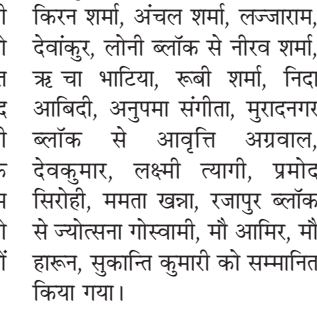 किरन शर्मा, अंचल शर्मा, लज्जाराम,
देवांकुर, लोनी ब्लॉक से नीरव शर्मा,
ऋ चा भाटिया, रूबी शर्मा, निदा
आबिदी, अनुपमा संगीता, मुरादनगर
ब्लॉक से आवृत्ति अग्रवाल,
देवकुमार, लक्ष्मी त्यागी, प्रमोद
सिरोही, ममता खन्ना, रजापुर ब्लॉक
से ज्योत्सना गोस्वामी, मौ आमिर, मौ
हारून, सुकान्ति कुमारी को सम्मानित
किया गया।